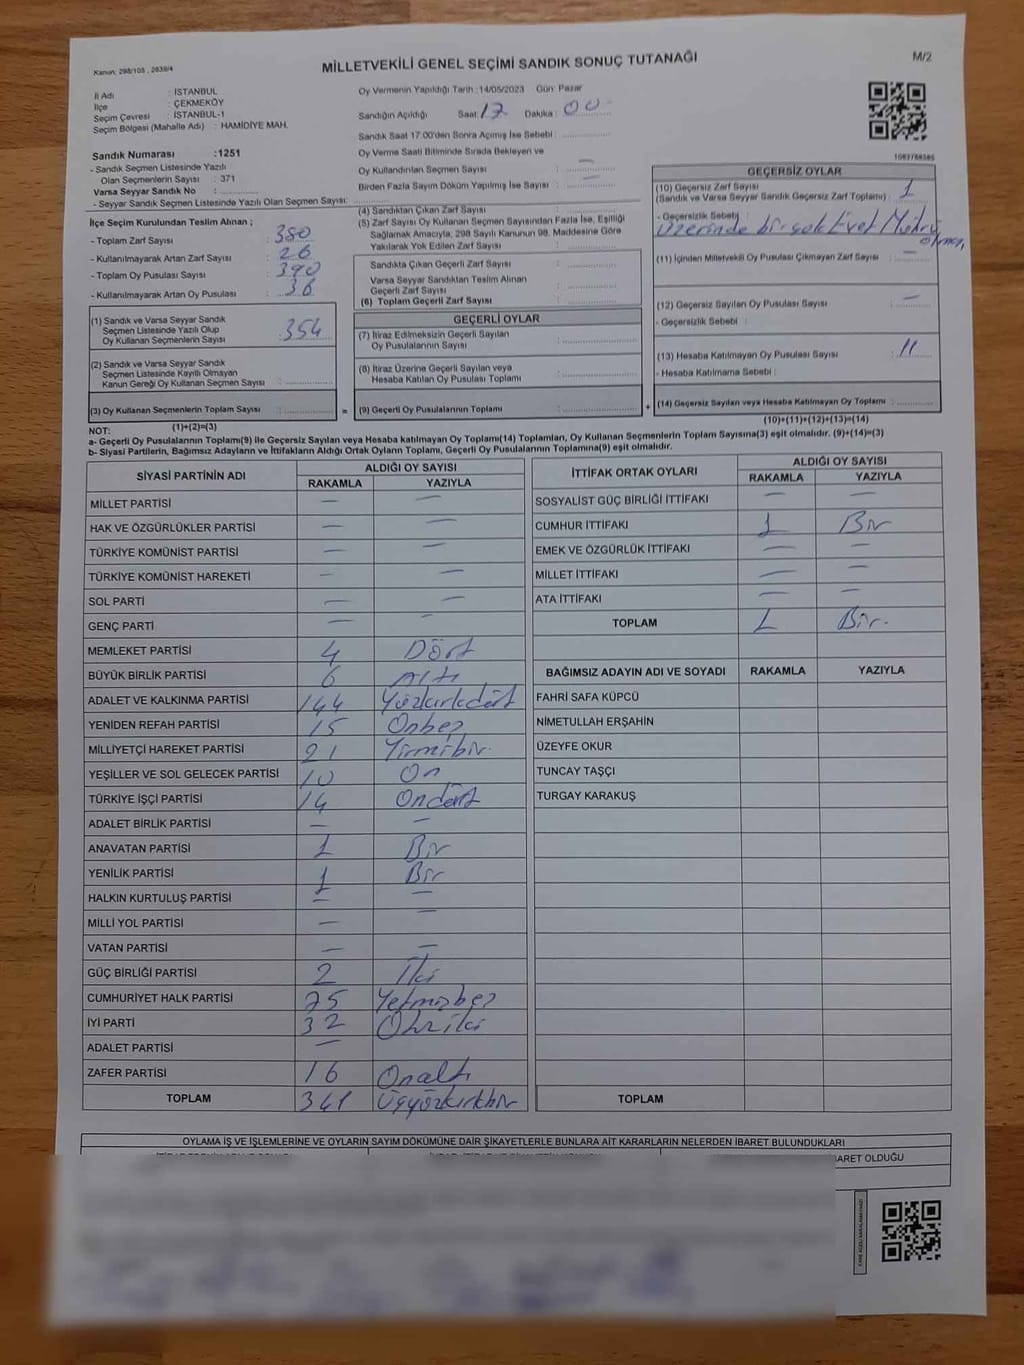 Kanun: 298/105 , 2839/4
MİLLETVEKİLİ GENEL SEÇİMİ SANDIK SONUÇ TUTANAĞI
M/2
İl Adı : İSTANBUL
İlçe : ÇEKMEKÖY
Seçim Çevresi : İSTANBUL-1
Seçim Bölgesi (Mahalle Adı) : HAMİDİYE MAH.
Sandık Numarası :1251
- Sandık Seçmen Listesinde Yazılı
Olan Seçmenlerin Sayısı : 371
Varsa Seyyar Sandık No :
- Seyyar Sandık Seçmen Listesinde Yazılı Olan Seçmen Sayısı:
Oy Vermenin Yapıldığı Tarih :14/05/2023 Gün: Pazar
Sandığın Açıldığı Saat : 17 Dakika : 00
Sandık Saat 17:00'den Sonra Açılmış İse Sebebi :
Oy Verme Saati Bitiminde Sırada Bekleyen ve
Oy Kullandırılan Seçmen Sayısı : —
Birden Fazla Sayım Döküm Yapılmış İse Sayısı : —
İlçe Seçim Kurulundan Teslim Alınan ;
- Toplam Zarf Sayısı : 380
- Kullanılmayarak Artan Zarf Sayısı : 26
- Toplam Oy Pusulası Sayısı : 390
- Kullanılmayarak Artan Oy Pusulası : 36
(1) Sandık ve Varsa Seyyar Sandık
Seçmen Listesinde Yazılı Olup
Oy Kullanan Seçmenlerin Sayısı : 354
(2) Sandık ve Varsa Seyyar Sandık
Seçmen Listesinde Kayıtlı Olmayan
Kanun Gereği Oy Kullanan Seçmen Sayısı :
(3) Oy Kullanan Seçmenlerin Toplam Sayısı :
(1)+(2)=(3)
(4) Sandıktan Çıkan Zarf Sayısı :
(5) Zarf Sayısı Oy Kullanan Seçmen Sayısından Fazla İse, Eşitliği
Sağlamak Amacıyla, 298 Sayılı Kanunun 98. Maddesine Göre
Yakılarak Yok Edilen Zarf Sayısı :
Sandıkta Çıkan Geçerli Zarf Sayısı :
Varsa Seyyar Sandıktan Teslim Alınan
Geçerli Zarf Sayısı :
(6) Toplam Geçerli Zarf Sayısı :
GEÇERLİ OYLAR
(7) İtiraz Edilmeksizin Geçerli Sayılan
Oy Pusulalarının Sayısı :
(8) İtiraz Üzerine Geçerli Sayılan veya
Hesaba Katılan Oy Pusulası Toplamı :
= (9) Geçerli Oy Pusulalarının Toplamı : +
1083788385
GEÇERSİZ OYLAR
(10) Geçersiz Zarf Sayısı : 1
(Sandık ve Varsa Seyyar Sandık Geçersiz Zarf Toplamı)
- Geçersizlik Sebebi :
Üzerinde birçok Evet Mührü
(11) İçinden Milletvekili Oy Pusulası Çıkmayan Zarf Sayısı : —
(12) Geçersiz Sayılan Oy Pusulası Sayısı : —
- Geçersizlik Sebebi :
(13) Hesaba Katılmayan Oy Pusulası Sayısı : 11
- Hesaba Katılmama Sebebi :
(14) Geçersiz Sayılan veya Hesaba Katılmayan Oy Toplamı :
(10)+(11)+(12)+(13)=(14)
NOT:
a- Geçerli Oy Pusulalarının Toplamı(9) ile Geçersiz Sayılan veya Hesaba katılmayan Oy Toplamı(14) Toplamları, Oy Kullanan Seçmenlerin Toplam Sayısına(3) eşit olmalıdır. (9)+(14)=(3)
b- Siyasi Partilerin, Bağımsız Adayların ve İttifakların Aldığı Ortak Oyların Toplamı, Geçerli Oy Pusulalarının Toplamına(9) eşit olmalıdır.
SİYASİ PARTİNİN ADI ALDIĞI OY SAYISI
RAKAMLA YAZIYLA
MİLLET PARTİSİ — —
HAK VE ÖZGÜRLÜKLER PARTİSİ — —
TÜRKİYE KOMÜNİST PARTİSİ — —
TÜRKİYE KOMÜNİST HAREKETİ — —
SOL PARTİ — —
GENÇ PARTİ — —
MEMLEKET PARTİSİ 4 Dört
BÜYÜK BİRLİK PARTİSİ 6 Altı
ADALET VE KALKINMA PARTİSİ 144 Yüzkırkdört
YENİDEN REFAH PARTİSİ 15 Onbeş
MİLLİYETÇİ HAREKET PARTİSİ 21 Yirmibir.
YEŞİLLER VE SOL GELECEK PARTİSİ 10 On
TÜRKİYE İŞÇİ PARTİSİ 14 Ondört
ADALET BİRLİK PARTİSİ — —
ANAVATAN PARTİSİ 1 Bir
YENİLİK PARTİSİ 1 Bir
HALKIN KURTULUŞ PARTİSİ — —
MİLLİ YOL PARTİSİ — —
VATAN PARTİSİ — —
GÜÇ BİRLİĞİ PARTİSİ 2 İki
CUMHURİYET HALK PARTİSİ 75 Yetmişbeş
İYİ PARTİ 32 Otuziki
ADALET PARTİSİ —
ZAFER PARTİSİ 16 Onaltı
TOPLAM 341 Üçyüzkırkbir
İTTİFAK ORTAK OYLARI ALDIĞI OY SAYISI
RAKAMLA YAZIYLA
SOSYALİST GÜÇ BİRLİĞİ İTTİFAKI — —
CUMHUR İTTİFAKI 1 Bir
EMEK VE ÖZGÜRLÜK İTTİFAKI — —
MİLLET İTTİFAKI — —
ATA İTTİFAKI — —
TOPLAM 1 Bir.
BAĞIMSIZ ADAYIN ADI VE SOYADI RAKAMLA YAZIYLA
FAHRİ SAFA KÜPCÜ
NİMETULLAH ERŞAHİN
ÜZEYFE OKUR
TUNCAY TAŞÇI
TURGAY KARAKUŞ
TOPLAM
OYLAMA İŞ VE İŞLEMLERİNE VE OYLARIN SAYIM DÖKÜMÜNE DAİR ŞİKAYETLERLE BUNLARA AİT KARARLARIN NELERDEN İBARET BULUNDUKLARI
BARET OLDUĞU